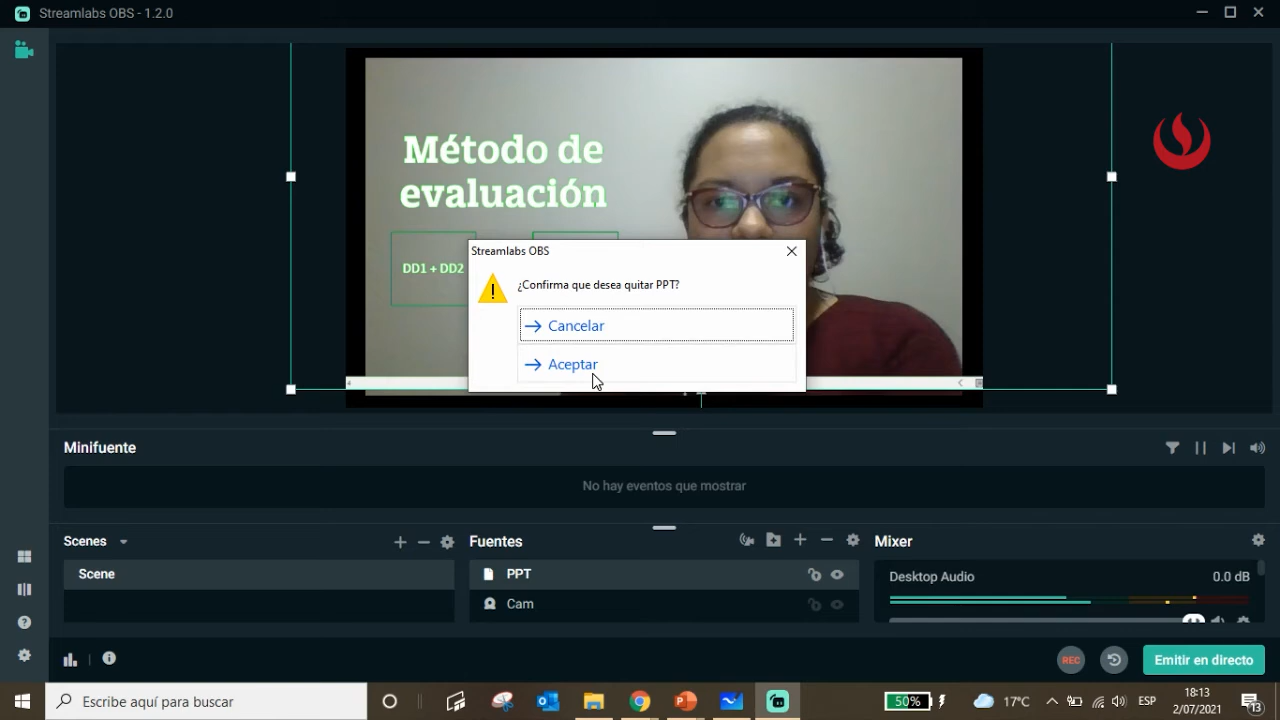 Streamlabs OBS - 1.2.0
Método de
evaluación
DD1 + DD2
Streamlabs OBS
¿Confirma que desea quitar PPT?
Cancelar
Aceptar
Minifuente
No hay eventos que mostrar
Scenes
Fuentes
Mixer
Scene
PPT
Cam
Desktop Audio
0.0 dB
REC
Emitir en directo
Escribe aquí para buscar
50%
17°C
ESP
18:13
2/07/2021
13